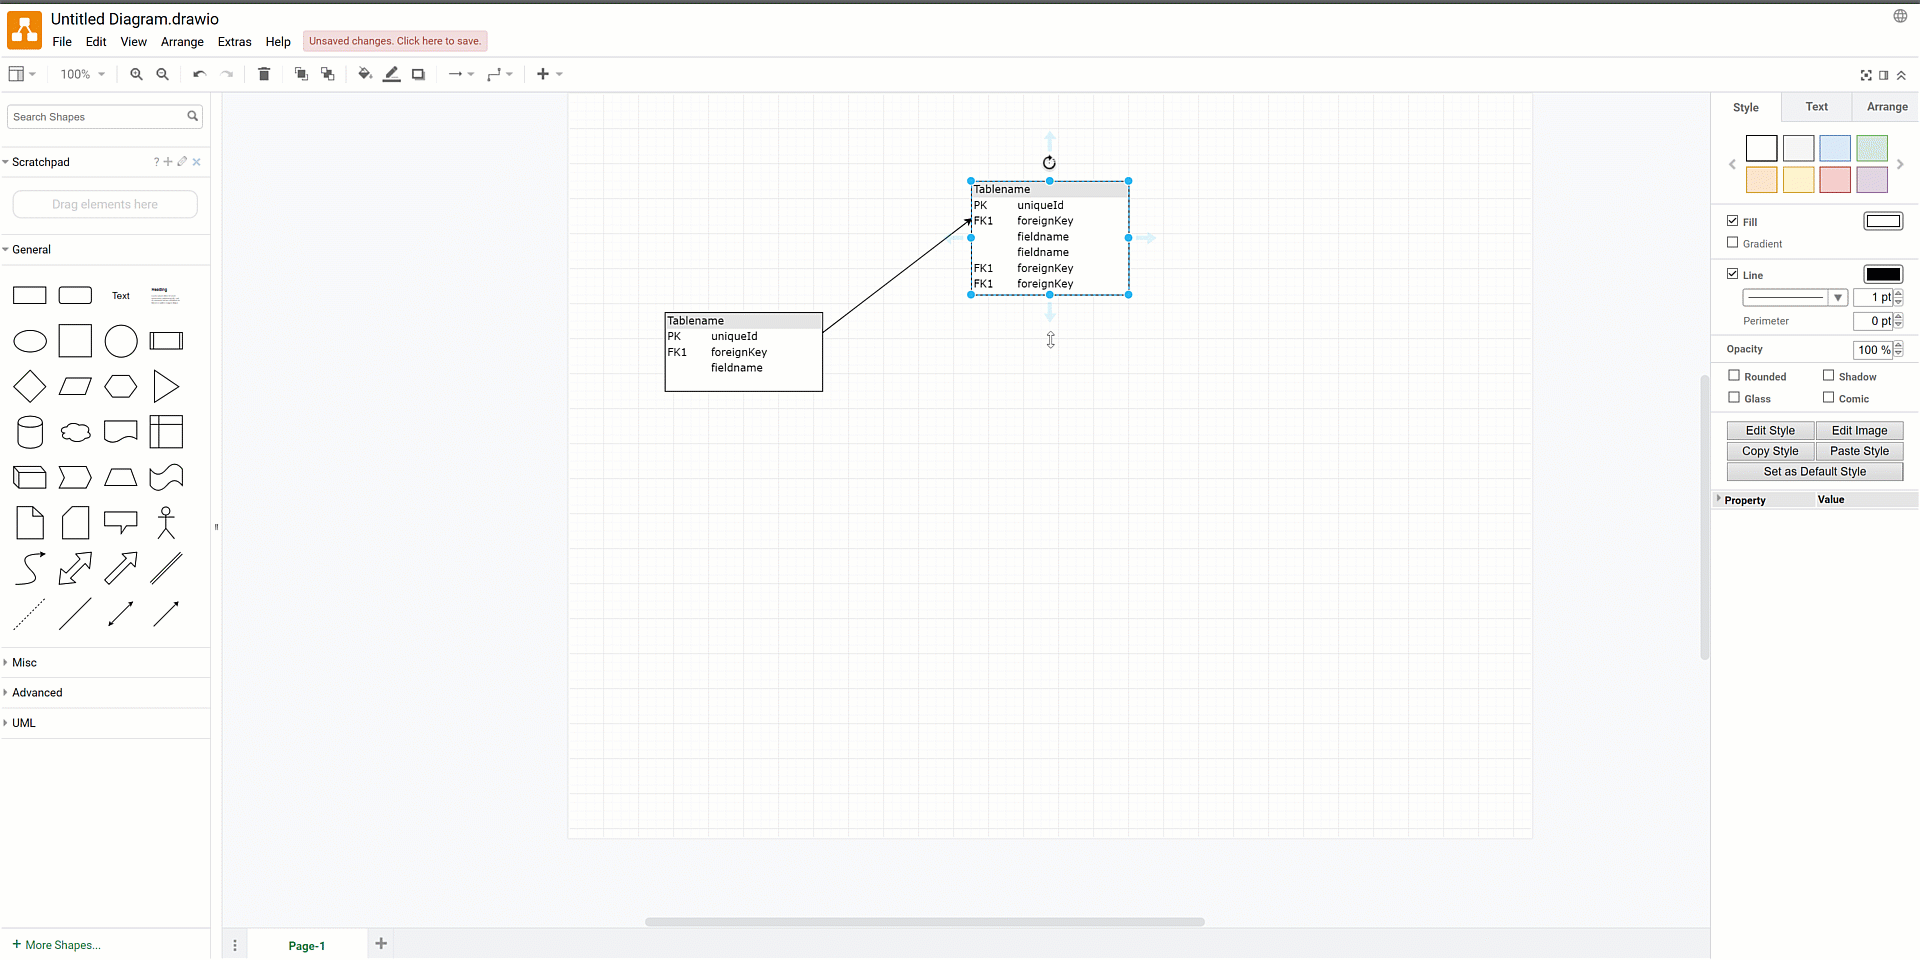 Untitled Diagram.drawio
File Edit View Arrange Extras Help Unsaved changes. Click here to save.
100%
Search Shapes
Scratchpad ?
Drag elements here
General
Text
Heading
Misc
Advanced
UML
+ More Shapes...
Tablename
PK uniqueId
FK1 foreignKey
fieldname
fieldname
FK1 foreignKey
FK1 foreignKey
Tablename
PK uniqueId
FK1 foreignKey
fieldname
Page-1
Style Text Arrange
Fill
Gradient
Line
1 pt
Perimeter 0 pt
Opacity 100 %
Rounded Shadow
Glass Comic
Edit Style Edit Image
Copy Style Paste Style
Set as Default Style
Property Value